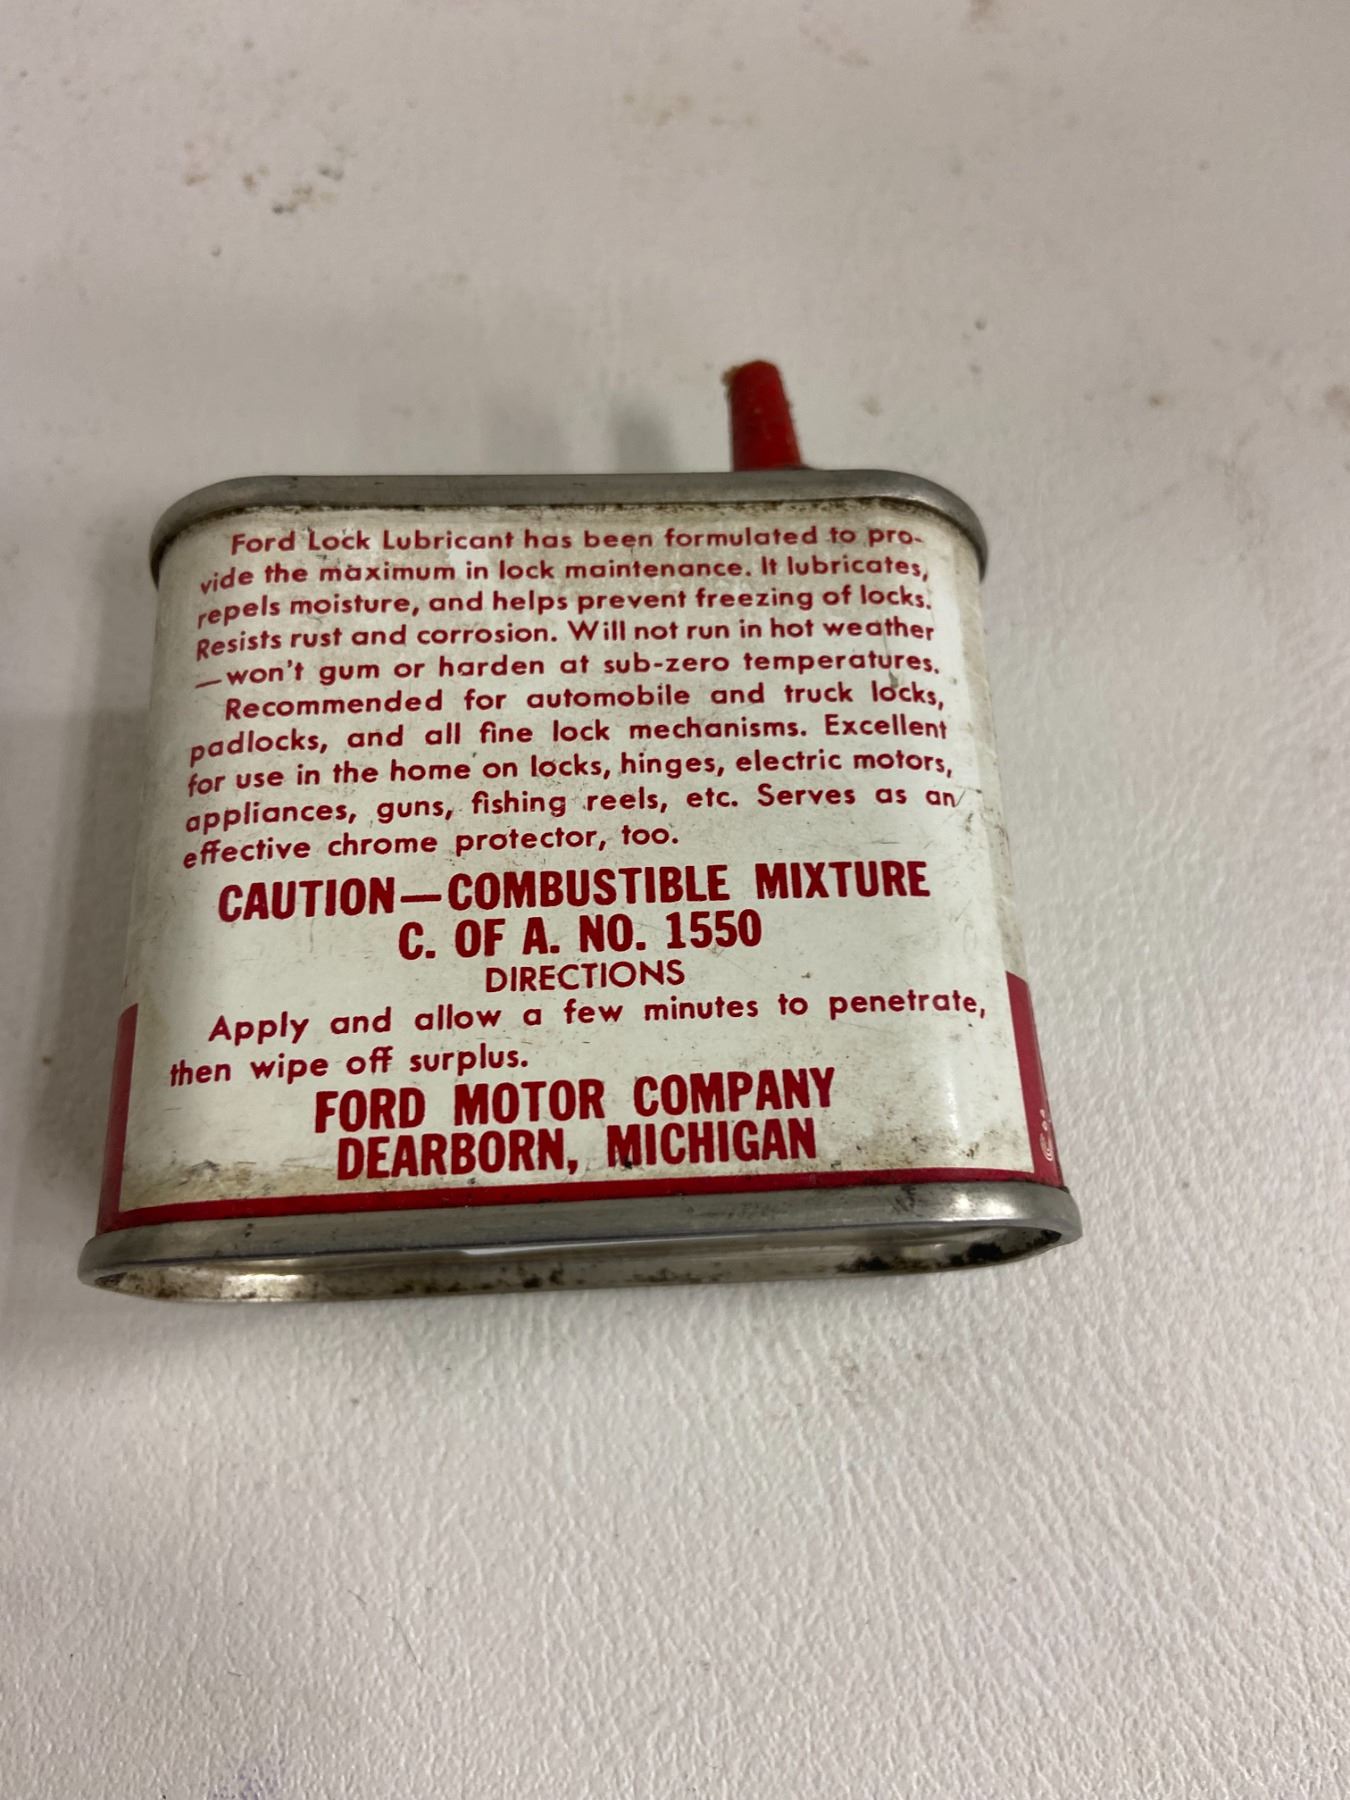 Ford Lock Lubricant has been formulated to pro-
vide the maximum in lock maintenance. It lubricates,
repels moisture, and helps prevent freezing of locks.
Resists rust and corrosion. Will not run in hot weather
—won't gum or harden at sub-zero temperatures.
Recommended for automobile and truck locks,
padlocks, and all fine lock mechanisms. Excellent
for use in the home on locks, hinges, electric motors,
appliances, guns, fishing reels, etc. Serves as an
effective chrome protector, too.
CAUTION—COMBUSTIBLE MIXTURE
C. OF A. NO. 1550
DIRECTIONS
Apply and allow a few minutes to penetrate,
then wipe off surplus.
FORD MOTOR COMPANY
DEARBORN, MICHIGAN